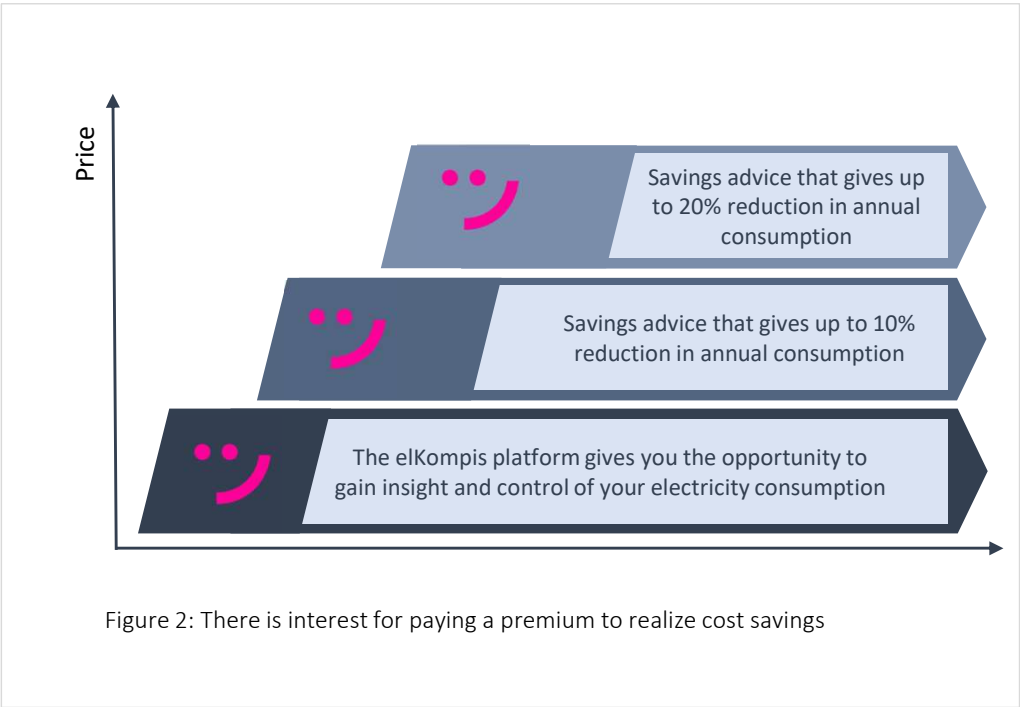 Price
Savings advice that gives up
to 20% reduction in annual
consumption
Savings advice that gives up to 10%
reduction in annual consumption
The elKompis platform gives you the opportunity to
gain insight and control of your electricity consumption
Figure 2: There is interest for paying a premium to realize cost savings